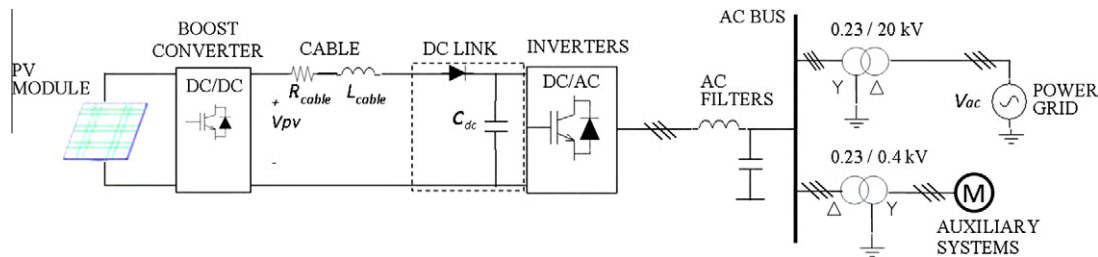 PV
MODULE
BOOST
CONVERTER
DC/DC
CABLE
R cable
L cable
+
Vpv
-
DC LINK
C dc
INVERTERS
DC/AC
AC
FILTERS
AC BUS
0.23 / 20 kV
Y
Δ
Vac
POWER
GRID
0.23 / 0.4 kV
Δ
Y
M
AUXILIARY
SYSTEMS